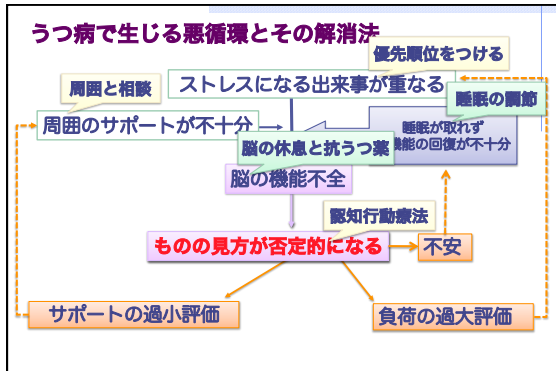 うつ病で生じる悪循環とその解消法
優先順位をつける
周囲と相談
ストレスになる出来事が重なる
睡眠の調節
周囲のサポートが不十分
睡眠が取れず
機能の回復が不十分
脳の休息と抗うつ薬
脳の機能不全
認知行動療法
ものの見方が否定的になる
不安
サポートの過小評価
負荷の過大評価